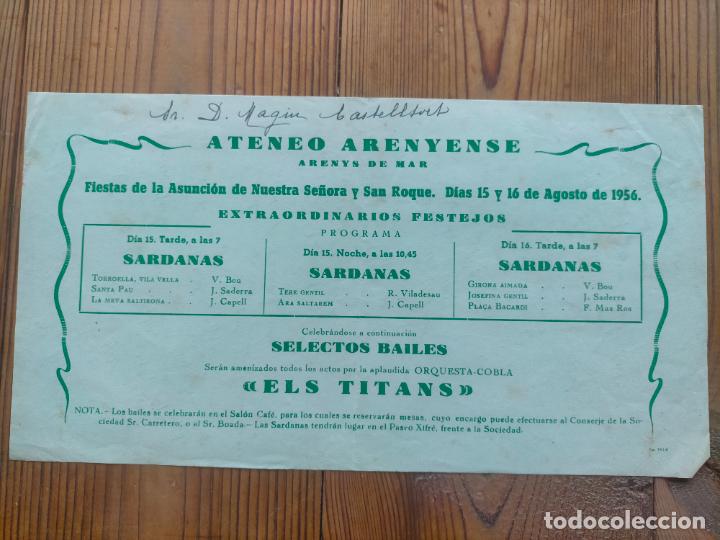 Sr. D. Magin Castelltort
ATENEO ARENYENSE
ARENYS DE MAR
Fiestas de la Asunción de Nuestra Señora y San Roque. Días 15 y 16 de Agosto de 1956.
EXTRAORDINARIOS FESTEJOS
PROGRAMA
Día 15. Tarde, a las 7
SARDANAS
TORROELLA, VILA VELLA . V. Bou
SANTA PAU . . J. Saderra
LA MEVA SALTIRONA . . J. Capell
Día 15. Noche, a las 10,45
SARDANAS
TERE GENTIL . . R. Viladesau
ARA SALTAREM . . J. Capell
Día 16. Tarde, a las 7
SARDANAS
GIRONA AIMADA . . V. Bou
JOSEFINA GENTIL . J. Saderra
PLAÇA BACARDI . . F. Mas Ros
Celebrándose a continuación
SELECTOS BAILES
Serán amenizados todos los actos por la aplaudida ORQUESTA-COBLA
«ELS TITANS»
NOTA.- Los bailes se celebrarán en el Salón Café, para los cuales se reservarán mesas, cuyo encargo puede efectuarse al Conserje de la So-
ciedad Sr. Carretero, o al Sr. Boada.- Las Sardanas tendrán lugar en el Paseo Xifré, frente a la Sociedad.
todocoleccion.net